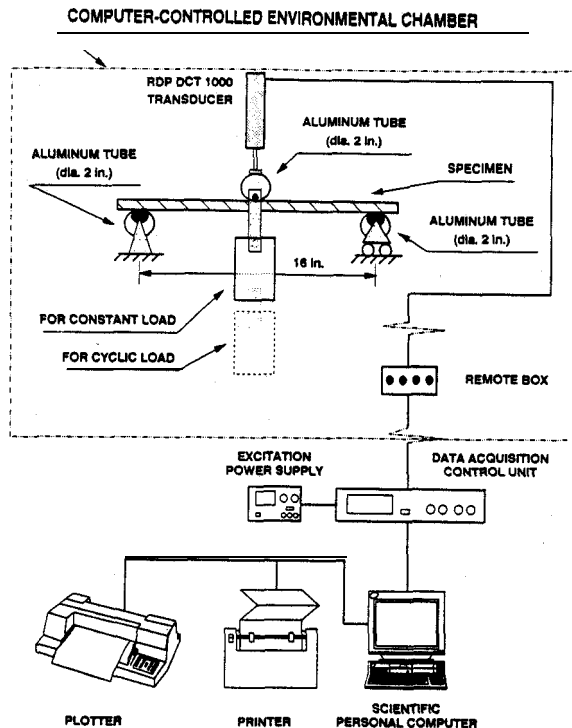 COMPUTER-CONTROLLED ENVIRONMENTAL CHAMBER
RDP DCT 1000
TRANSDUCER
ALUMINUM TUBE
(dia. 2 in.)
ALUMINUM TUBE
(dia. 2 in.)
SPECIMEN
ALUMINUM TUBE
(dia. 2 in.)
16 in.
FOR CONSTANT LOAD
FOR CYCLIC LOAD
REMOTE BOX
EXCITATION
POWER SUPPLY
DATA ACQUISITION
CONTROL UNIT
PLOTTER
PRINTER
SCIENTIFIC
PERSONAL COMPUTER